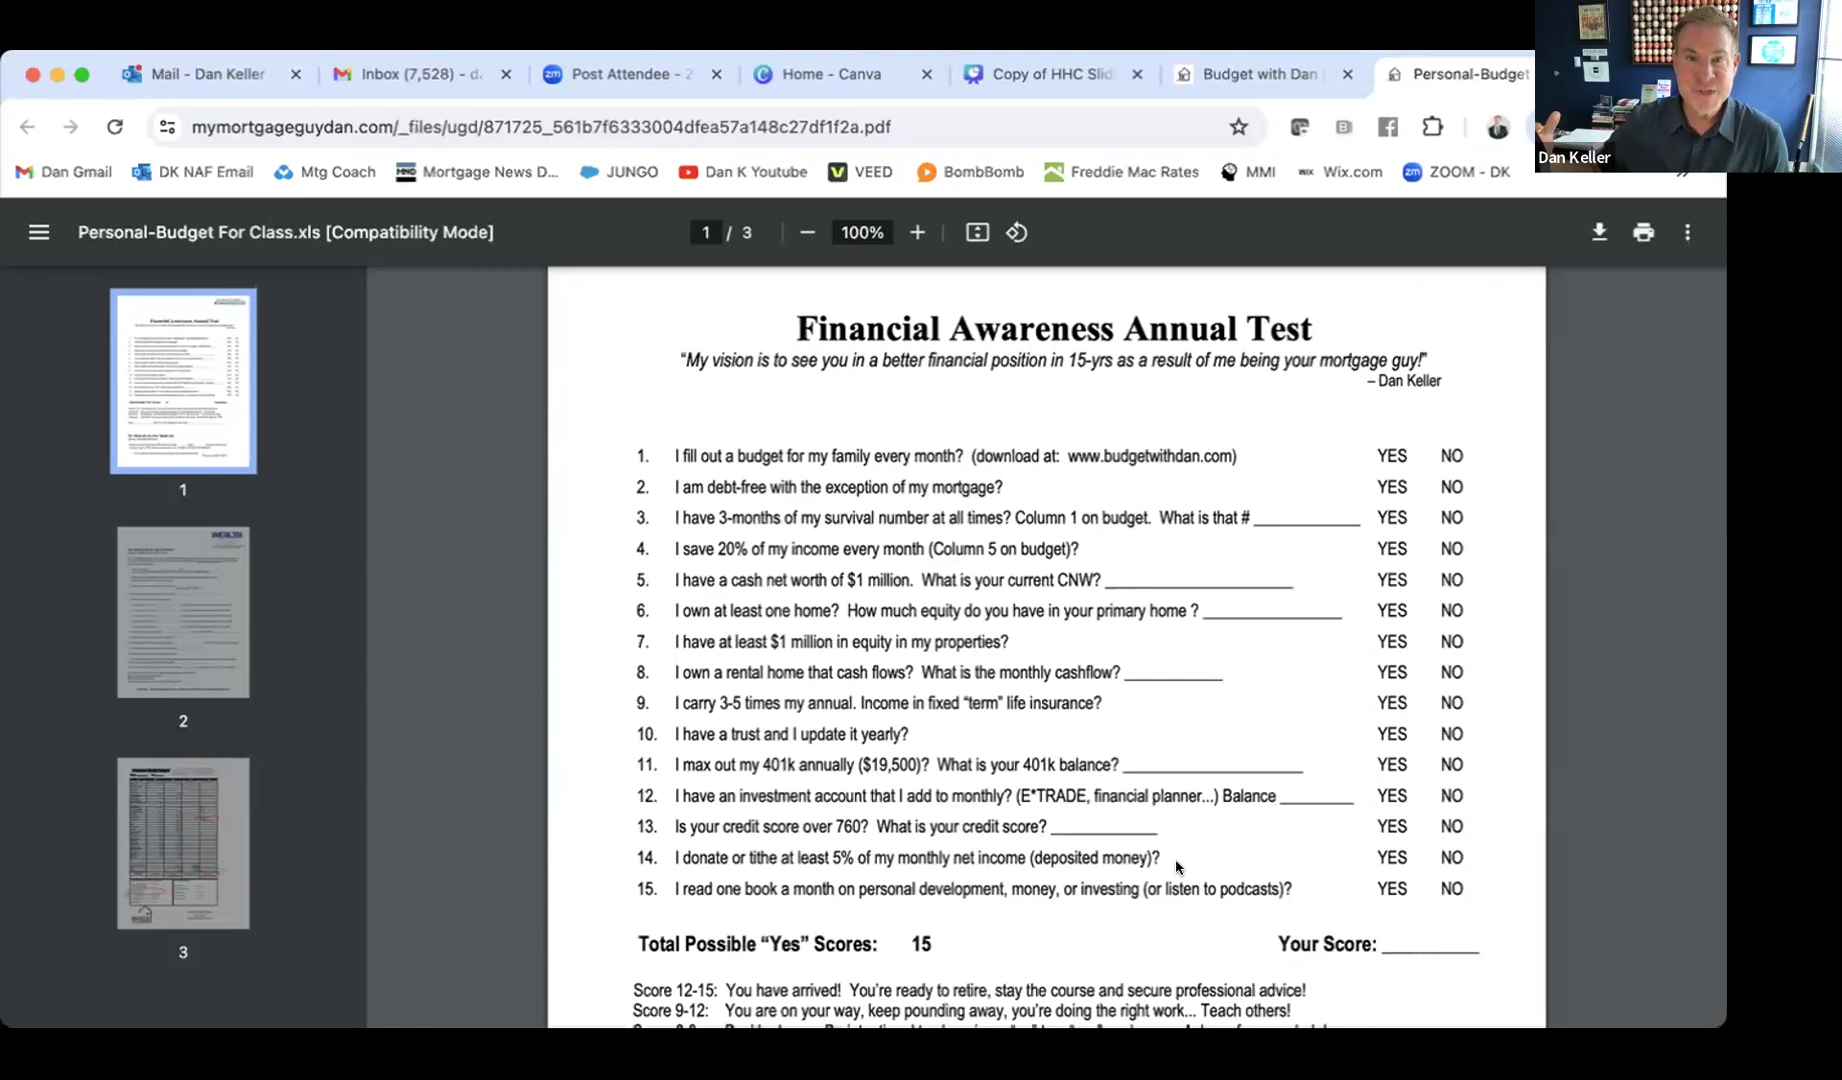 Mail - Dan Keller
Inbox (7,528) - d
Post Attendee - 2
Home - Canva
Copy of HHC Slid
Budget with Dan
Personal-Budget
mymortgageguydan.com/_files/ugd/871725_561b7f6333004dfea57a148c27df1f2a.pdf
Dan Keller
Dan Gmail
DK NAF Email
Mtg Coach
Mortgage News D...
JUNGO
Dan K Youtube
VEED
BombBomb
Freddie Mac Rates
MMI
Wix.com
ZOOM - DK
Personal-Budget For Class.xls [Compatibility Mode]
1 / 3
100%
1
2
3
Financial Awareness Annual Test
“My vision is to see you in a better financial position in 15-yrs as a result of me being your mortgage guy!”
– Dan Keller
1. I fill out a budget for my family every month? (download at: www.budgetwithdan.com) YES NO
2. I am debt-free with the exception of my mortgage? YES NO
3. I have 3-months of my survival number at all times? Column 1 on budget. What is that # ____________ YES NO
4. I save 20% of my income every month (Column 5 on budget)? YES NO
5. I have a cash net worth of $1 million. What is your current CNW? _____________________ YES NO
6. I own at least one home? How much equity do you have in your primary home ? ________________ YES NO
7. I have at least $1 million in equity in my properties? YES NO
8. I own a rental home that cash flows? What is the monthly cashflow? ___________ YES NO
9. I carry 3-5 times my annual. Income in fixed “term” life insurance? YES NO
10. I have a trust and I update it yearly? YES NO
11. I max out my 401k annually ($19,500)? What is your 401k balance? ____________________ YES NO
12. I have an investment account that I add to monthly? (E*TRADE, financial planner...) Balance ________ YES NO
13. Is your credit score over 760? What is your credit score? ____________ YES NO
14. I donate or tithe at least 5% of my monthly net income (deposited money)? YES NO
15. I read one book a month on personal development, money, or investing (or listen to podcasts)? YES NO
Total Possible “Yes” Scores: 15 Your Score: _________
Score 12-15: You have arrived! You’re ready to retire, stay the course and secure professional advice!
Score 9-12: You are on your way, keep pounding away, you’re doing the right work... Teach others!